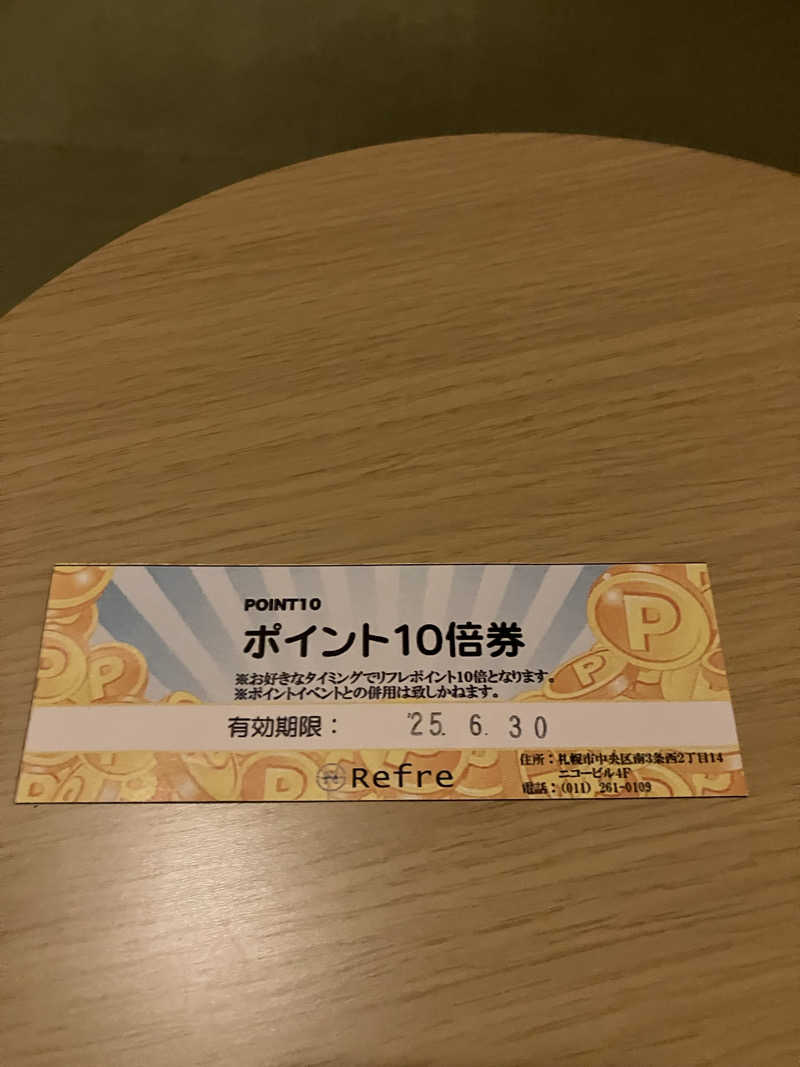 POINT10
ポイント10倍券
※お好きなタイミングでリフレポイント10倍となります。
※ポイントイベントとの併用は致しかねます。
有効期限： '25. 6. 30
Refre
住所：札幌市中央区南3条西2丁目14
ニコービル4F
電話：(011) 261-0109
P
P
P
P